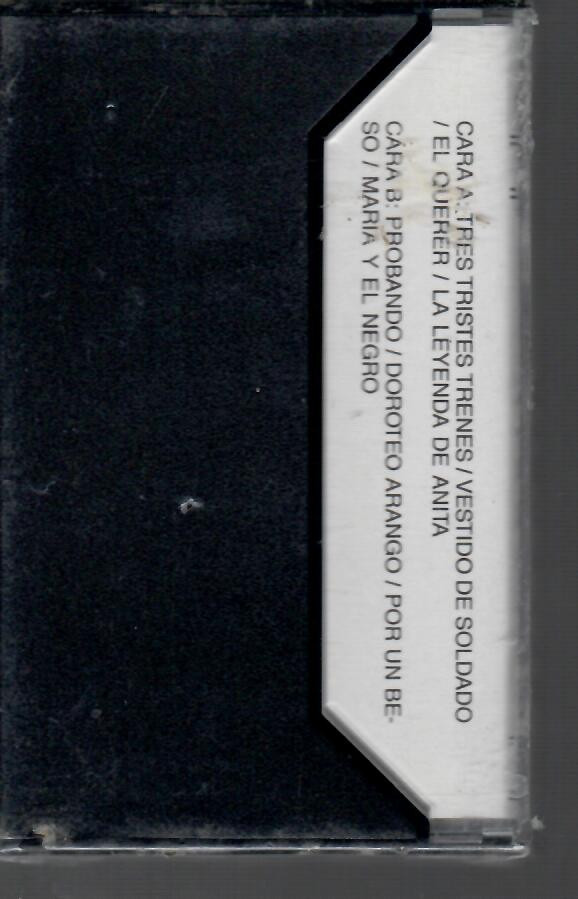 CARA A: TRES TRISTES TRENES / VESTIDO DE SOLDADO
/ EL QUERER / LA LEYENDA DE ANITA
CARA B: PROBANDO / DOROTEO ARANGO / POR UN BE-
SO / MARIA Y EL NEGRO